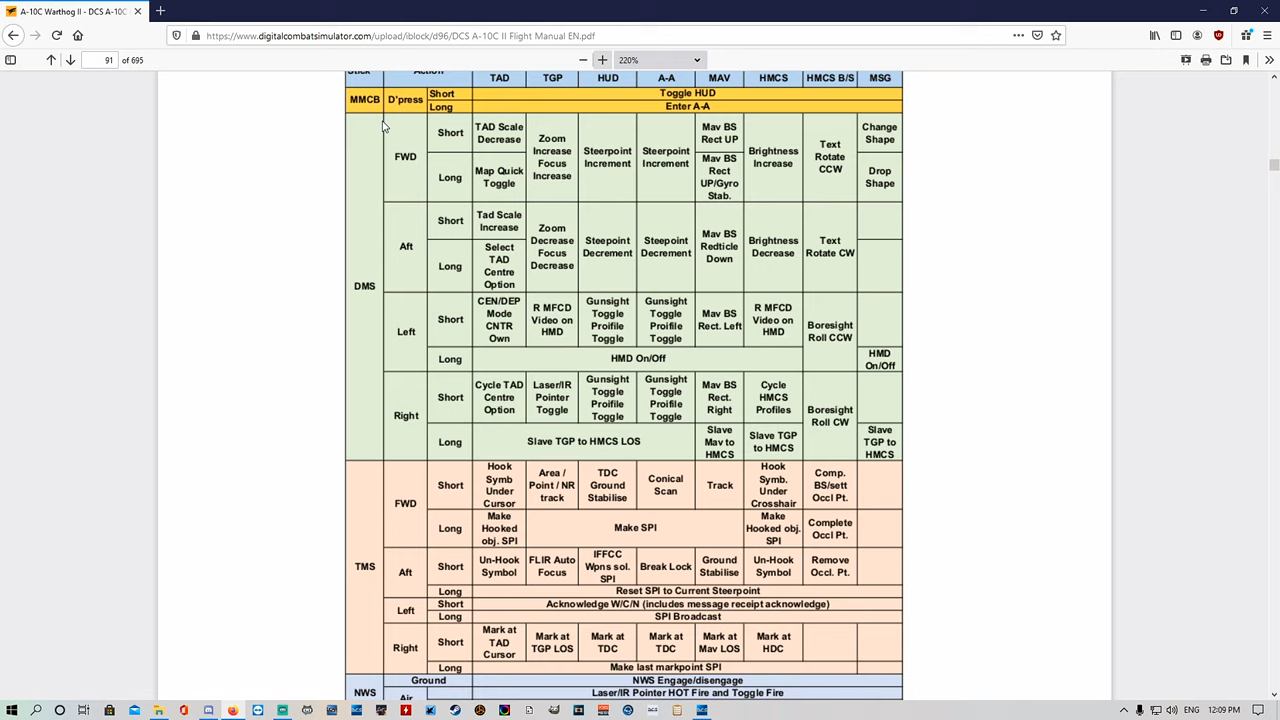 A-10C Warthog II - DCS A-10C
https://www.digitalcombatsimulator.com/upload/iblock/d96/DCS A-10C II Flight Manual EN.pdf
91 of 695
220%
Stick Action TAD TGP HUD A-A MAV HMCS HMCS B/S MSG
MMCB D'press Short Toggle HUD
Long Enter A-A
DMS
FWD
Short
TAD Scale
Decrease
Zoom
Increase
Focus
Increase
Steerpoint
Increment
Steerpoint
Increment
Mav BS
Rect UP
Brightness
Increase
Text
Rotate
CCW
Change
Shape
Long
Map Quick
Toggle
Mav BS
Rect
UP/Gyro
Stab.
Drop
Shape
Aft
Short
Tad Scale
Increase
Zoom
Decrease
Focus
Decrease
Steepoint
Decrement
Steepoint
Decrement
Mav BS
Redticle
Down
Brightness
Decrease
Text
Rotate CW
Long
Select
TAD
Centre
Option
Left
Short
CEN/DEP
Mode
CNTR
Own
R MFCD
Video on
HMD
Gunsight
Toggle
Proifile
Toggle
Gunsight
Toggle
Proifile
Toggle
Mav BS
Rect. Left
R MFCD
Video on
HMD
Boresight
Roll CCW
Long
HMD On/Off
HMD
On/Off
Right
Short
Cycle TAD
Centre
Option
Laser/IR
Pointer
Toggle
Gunsight
Toggle
Proifile
Toggle
Gunsight
Toggle
Proifile
Toggle
Mav BS
Rect.
Right
Cycle
HMCS
Profiles
Boresight
Roll CW
Long
Slave TGP to HMCS LOS
Slave
Mav to
HMCS
Slave TGP
to HMCS
Slave
TGP to
HMCS
TMS
FWD
Short
Hook
Symb
Under
Cursor
Area /
Point / NR
track
TDC
Ground
Stabilise
Conical
Scan
Track
Hook
Symb.
Under
Crosshair
Comp.
BS/sett
Occl Pt.
Long
Make
Hooked
obj. SPI
Make SPI
Make
Hooked obj.
SPI
Complete
Occl Pt.
Aft
Short
Un-Hook
Symbol
FLIR Auto
Focus
IFFCC
Wpns sol.
SPI
Break Lock
Ground
Stabilise
Un-Hook
Symbol
Remove
Occl. Pt.
Long Reset SPI to Current Steerpoint
Left
Short Acknowledge W/C/N (includes message receipt acknowledge)
Long SPI Broadcast
Right
Short
Mark at
TAD
Cursor
Mark at
TGP LOS
Mark at
TDC
Mark at
TDC
Mark at
Mav LOS
Mark at
HDC
Long Make last markpoint SPI
NWS
Ground NWS Engage/disengage
Air Laser/IR Pointer HOT Fire and Toggle Fire
ENG 12:09 PM